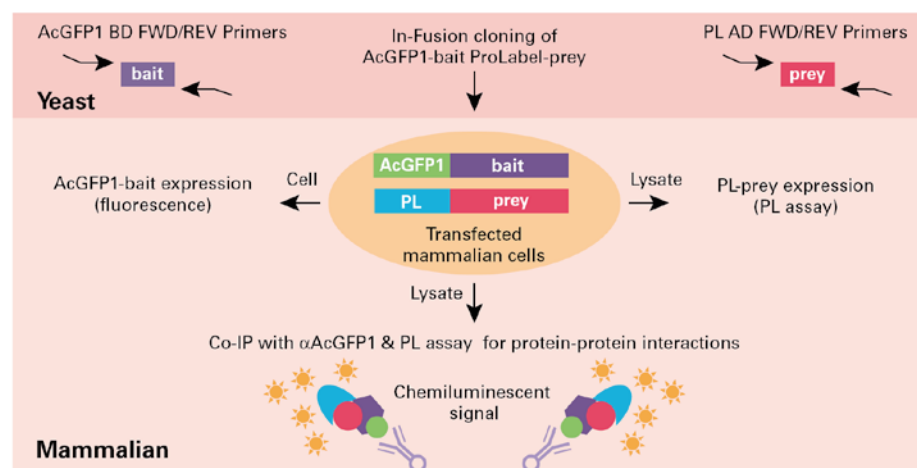 AcGFP1 BD FWD/REV Primers
bait
Yeast
In-Fusion cloning of
AcGFP1-bait ProLabel-prey
PL AD FWD/REV Primers
prey
AcGFP1-bait expression
(fluorescence)
Cell
AcGFP1 bait
PL prey
Transfected
mammalian cells
Lysate
PL-prey expression
(PL assay)
Lysate
Co-IP with αAcGFP1 & PL assay for protein-protein interactions
Chemiluminescent
signal
Mammalian